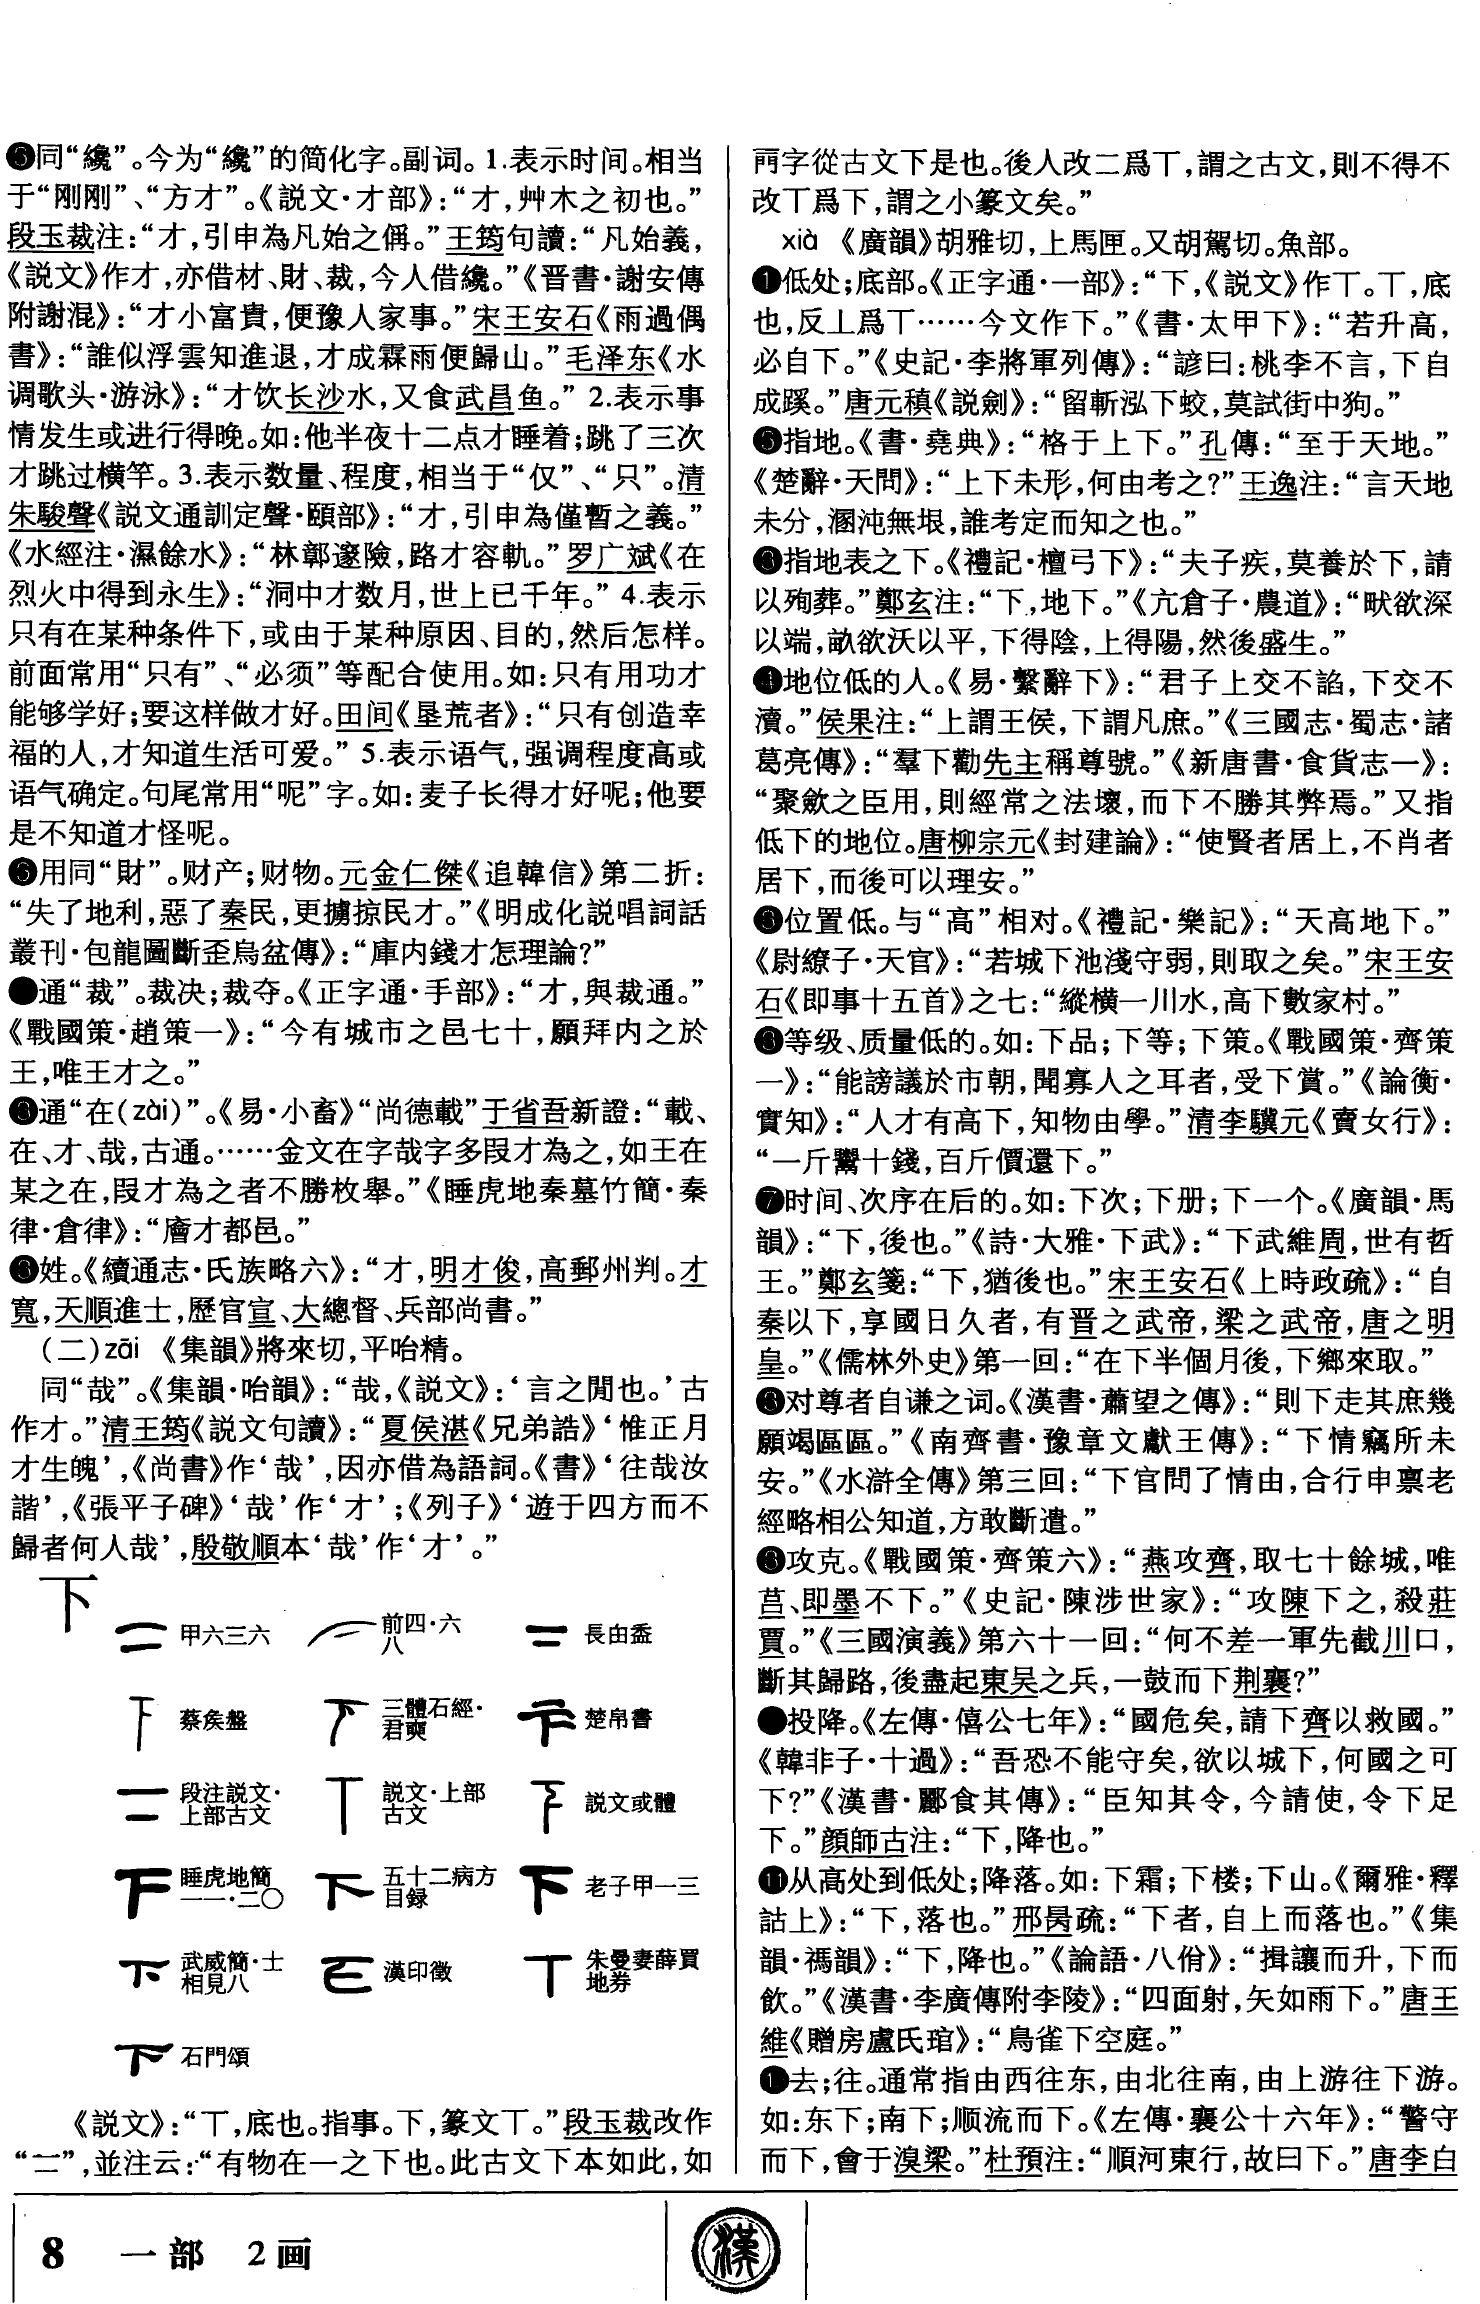 ❺同“纔”。今为“纔”的简化字。副词。1.表示时间。相当
于“刚刚”、“方才”。《説文·才部》：“才，艸木之初也。”
段玉裁注：“才，引申為凡始之偁。”王筠句讀：“凡始義，
《説文》作才，亦借材、財、裁，今人借纔。”《晋書·謝安傳
附謝混》：“才小富貴，便豫人家事。”宋王安石《雨過偶
書》：“誰似浮雲知進退，才成霖雨便歸山。”毛泽东《水
调歌头·游泳》：“才饮长沙水，又食武昌鱼。” 2.表示事
情发生或进行得晚。如：他半夜十二点才睡着；跳了三次
才跳过横竿。3.表示数量、程度，相当于“仅”、“只”。清
朱駿聲《説文通訓定聲·頤部》：“才，引申為僅暫之義。”
《水經注·濕餘水》：“林鄣邃險，路才容軌。”罗广斌《在
烈火中得到永生》：“洞中才数月，世上已千年。” 4.表示
只有在某种条件下，或由于某种原因、目的，然后怎样。
前面常用“只有”、“必须”等配合使用。如：只有用功才
能够学好；要这样做才好。田间《垦荒者》：“只有创造幸
福的人，才知道生活可爱。” 5.表示语气，强调程度高或
语气确定。句尾常用“呢”字。如：麦子长得才好呢；他要
是不知道才怪呢。
❻用同“財”。财产；财物。元金仁傑《追韓信》第二折：
“失了地利，惡了秦民，更擄掠民才。”《明成化説唱詞話
叢刊·包龍圖斷歪烏盆傳》：“庫内錢才怎理論?”
●通“裁”。裁决；裁夺。《正字通·手部》：“才，與裁通。”
《戰國策·趙策一》：“今有城市之邑七十，願拜内之於
王，唯王才之。”
❽通“在(zài)”。《易·小畜》“尚德載”于省吾新證：“載、
在、才、哉，古通。……金文在字哉字多叚才為之，如王在
某之在，叚才為之者不勝枚舉。”《睡虎地秦墓竹簡·秦
律·倉律》：“廥才都邑。”
❾姓。《續通志·氏族略六》：“才，明才俊，高郵州判。才
寬，天順進士，歷官宣、大總督、兵部尚書。”
(二)zāi 《集韻》將來切，平咍精。
同“哉”。《集韻·咍韻》：“哉，《説文》：‘言之閒也。’古
作才。”清王筠《説文句讀》：“夏侯湛《兄弟誥》‘惟正月
才生魄’，《尚書》作‘哉’，因亦借為語詞。《書》‘往哉汝
諧’，《張平子碑》‘哉’作‘才’；《列子》‘遊于四方而不
歸者何人哉’，殷敬順本‘哉’作‘才’。”
下
甲六三六 前四·六八 長由盉
蔡矦盤 三體石經·君奭 楚帛書
段注説文·上部古文 説文·上部古文 説文或體
睡虎地簡一一·二〇 五十二病方目録 老子甲一三
武威簡·士相見八 漢印徵 朱曼妻薛買地券
石門頌
《説文》：“丅，底也。指事。下，篆文丅。”段玉裁改作
“二”，並注云：“有物在一之下也。此古文下本如此，如
㒳字從古文下是也。後人改二爲丅，謂之古文，則不得不
改丅爲下，謂之小篆文矣。”
xià 《廣韻》胡雅切，上馬匣。又胡駕切。魚部。
❶低处；底部。《正字通·一部》：“下，《説文》作丅。丅，底
也，反丄爲丅……今文作下。”《書·太甲下》：“若升高，
必自下。”《史記·李將軍列傳》：“諺曰：桃李不言，下自
成蹊。”唐元稹《説劍》：“留斬泓下蛟，莫試街中狗。”
❷指地。《書·堯典》：“格于上下。”孔傳：“至于天地。”
《楚辭·天問》：“上下未形，何由考之?”王逸注：“言天地
未分，溷沌無垠，誰考定而知之也。”
❸指地表之下。《禮記·檀弓下》：“夫子疾，莫養於下，請
以殉葬。”鄭玄注：“下，地下。”《亢倉子·農道》：“畎欲深
以端，畝欲沃以平，下得陰，上得陽，然後盛生。”
❹地位低的人。《易·繫辭下》：“君子上交不諂，下交不
瀆。”侯果注：“上謂王侯，下謂凡庶。”《三國志·蜀志·諸
葛亮傳》：“羣下勸先主稱尊號。”《新唐書·食貨志一》：
“聚斂之臣用，則經常之法壞，而下不勝其弊焉。”又指
低下的地位。唐柳宗元《封建論》：“使賢者居上，不肖者
居下，而後可以理安。”
❺位置低。与“高”相对。《禮記·樂記》：“天高地下。”
《尉繚子·天官》：“若城下池淺守弱，則取之矣。”宋王安
石《即事十五首》之七：“縱橫一川水，高下數家村。”
❻等级、质量低的。如：下品；下等；下策。《戰國策·齊策
一》：“能謗議於市朝，聞寡人之耳者，受下賞。”《論衡·
實知》：“人才有高下，知物由學。”清李驥元《賣女行》：
“一斤鬻十錢，百斤價還下。”
❼时间、次序在后的。如：下次；下册；下一个。《廣韻·馬
韻》：“下，後也。”《詩·大雅·下武》：“下武維周，世有哲
王。”鄭玄箋：“下，猶後也。”宋王安石《上時政疏》：“自
秦以下，享國日久者，有晋之武帝，梁之武帝，唐之明
皇。”《儒林外史》第一回：“在下半個月後，下鄉來取。”
❽对尊者自谦之词。《漢書·蕭望之傳》：“則下走其庶幾
願竭區區。”《南齊書·豫章文獻王傳》：“下情竊所未
安。”《水滸全傳》第三回：“下官問了情由，合行申禀老
經略相公知道，方敢斷遣。”
❾攻克。《戰國策·齊策六》：“燕攻齊，取七十餘城，唯
莒、即墨不下。”《史記·陳涉世家》：“攻陳下之，殺莊
賈。”《三國演義》第六十一回：“何不差一軍先截川口，
斷其歸路，後盡起東吴之兵，一鼓而下荆襄?”
●投降。《左傳·僖公七年》：“國危矣，請下齊以救國。”
《韓非子·十過》：“吾恐不能守矣，欲以城下，何國之可
下?”《漢書·酈食其傳》：“臣知其令，今請使，令下足
下。”顔師古注：“下，降也。”
⓫从高处到低处；降落。如：下霜；下楼；下山。《爾雅·釋
詁上》：“下，落也。”邢昺疏：“下者，自上而落也。”《集
韻·禡韻》：“下，降也。”《論語·八佾》：“揖讓而升，下而
飲。”《漢書·李廣傳附李陵》：“四面射，矢如雨下。”唐王
維《贈房盧氏琯》：“鳥雀下空庭。”
❶去；往。通常指由西往东，由北往南，由上游往下游。
如：东下；南下；顺流而下。《左傳·襄公十六年》：“警守
而下，會于溴梁。”杜預注：“順河東行，故曰下。”唐李白
8 一部 2画
漢